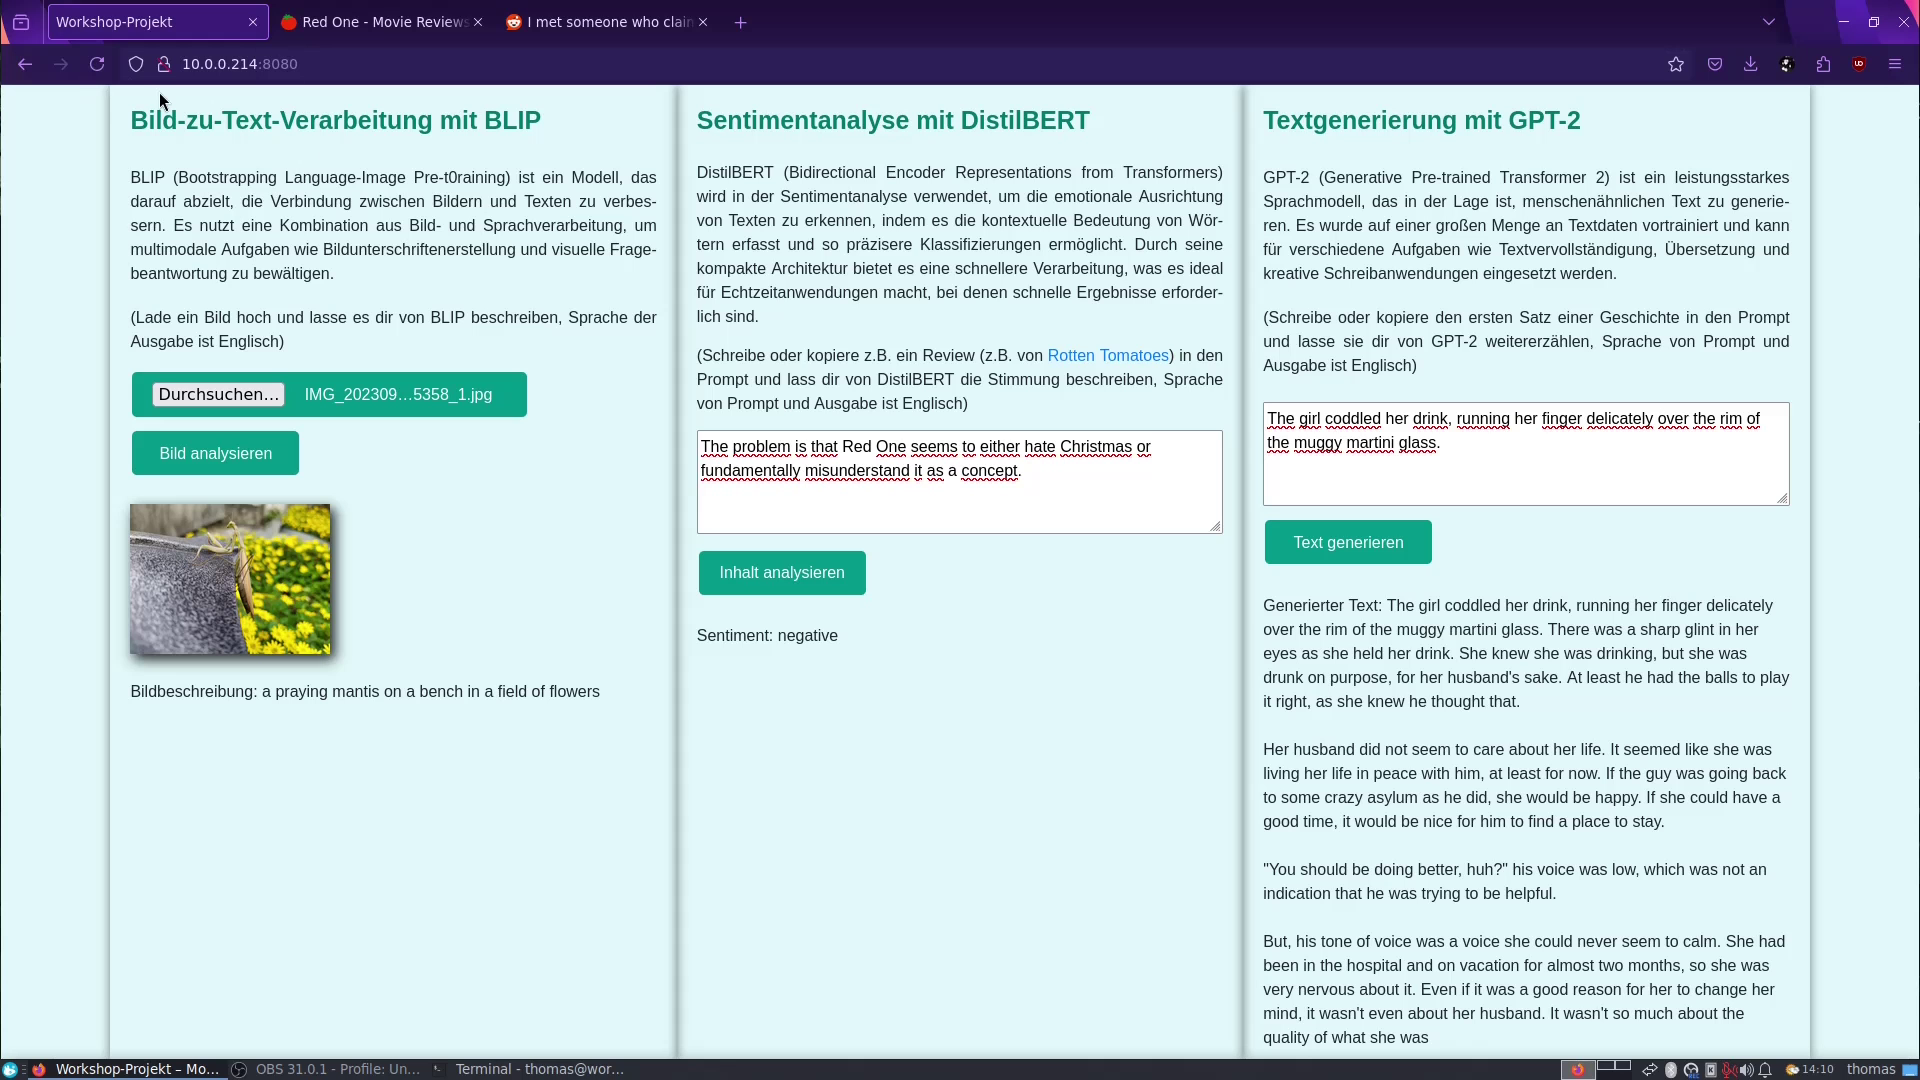 Workshop-Projekt
Red One - Movie Reviews
I met someone who clain
10.0.0.214:8080
Bild-zu-Text-Verarbeitung mit BLIP
BLIP (Bootstrapping Language-Image Pre-t0raining) ist ein Modell, das
darauf abzielt, die Verbindung zwischen Bildern und Texten zu verbes-
sern. Es nutzt eine Kombination aus Bild- und Sprachverarbeitung, um
multimodale Aufgaben wie Bildunterschriftenerstellung und visuelle Frage-
beantwortung zu bewältigen.
(Lade ein Bild hoch und lasse es dir von BLIP beschreiben, Sprache der
Ausgabe ist Englisch)
Durchsuchen... IMG_202309...5358_1.jpg
Bild analysieren
Bildbeschreibung: a praying mantis on a bench in a field of flowers
Sentimentanalyse mit DistilBERT
DistilBERT (Bidirectional Encoder Representations from Transformers)
wird in der Sentimentanalyse verwendet, um die emotionale Ausrichtung
von Texten zu erkennen, indem es die kontextuelle Bedeutung von Wör-
tern erfasst und so präzisere Klassifizierungen ermöglicht. Durch seine
kompakte Architektur bietet es eine schnellere Verarbeitung, was es ideal
für Echtzeitanwendungen macht, bei denen schnelle Ergebnisse erforder-
lich sind.
(Schreibe oder kopiere z.B. ein Review (z.B. von Rotten Tomatoes) in den
Prompt und lass dir von DistilBERT die Stimmung beschreiben, Sprache
von Prompt und Ausgabe ist Englisch)
The problem is that Red One seems to either hate Christmas or
fundamentally misunderstand it as a concept.
Inhalt analysieren
Sentiment: negative
Textgenerierung mit GPT-2
GPT-2 (Generative Pre-trained Transformer 2) ist ein leistungsstarkes
Sprachmodell, das in der Lage ist, menschenähnlichen Text zu generie-
ren. Es wurde auf einer großen Menge an Textdaten vortrainiert und kann
für verschiedene Aufgaben wie Textvervollständigung, Übersetzung und
kreative Schreibanwendungen eingesetzt werden.
(Schreibe oder kopiere den ersten Satz einer Geschichte in den Prompt
und lasse sie dir von GPT-2 weitererzählen, Sprache von Prompt und
Ausgabe ist Englisch)
The girl coddled her drink, running her finger delicately over the rim of
the muggy martini glass.
Text generieren
Generierter Text: The girl coddled her drink, running her finger delicately
over the rim of the muggy martini glass. There was a sharp glint in her
eyes as she held her drink. She knew she was drinking, but she was
drunk on purpose, for her husband's sake. At least he had the balls to play
it right, as she knew he thought that.
Her husband did not seem to care about her life. It seemed like she was
living her life in peace with him, at least for now. If the guy was going back
to some crazy asylum as he did, she would be happy. If she could have a
good time, it would be nice for him to find a place to stay.
"You should be doing better, huh?" his voice was low, which was not an
indication that he was trying to be helpful.
But, his tone of voice was a voice she could never seem to calm. She had
been in the hospital and on vacation for almost two months, so she was
very nervous about it. Even if it was a good reason for her to change her
mind, it wasn't even about her husband. It wasn't so much about the
quality of what she was
Workshop-Projekt – Mo...
OBS 31.0.1 - Profile: Un...
Terminal - thomas@wor...
14:10
thomas